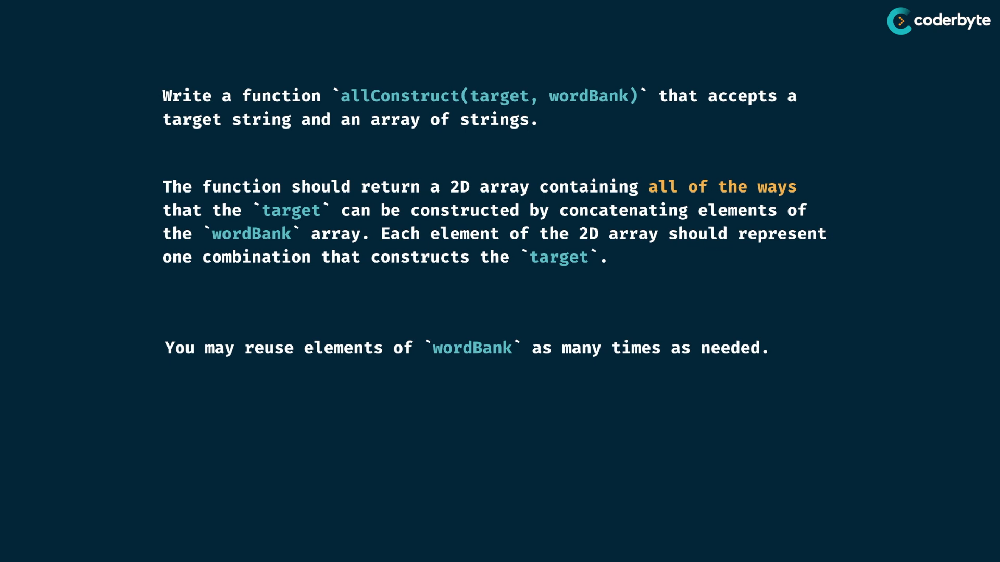 coderbyte
Write a function `allConstruct(target, wordBank)` that accepts a
target string and an array of strings.
The function should return a 2D array containing all of the ways
that the `target` can be constructed by concatenating elements of
the `wordBank` array. Each element of the 2D array should represent
one combination that constructs the `target`.
You may reuse elements of `wordBank` as many times as needed.